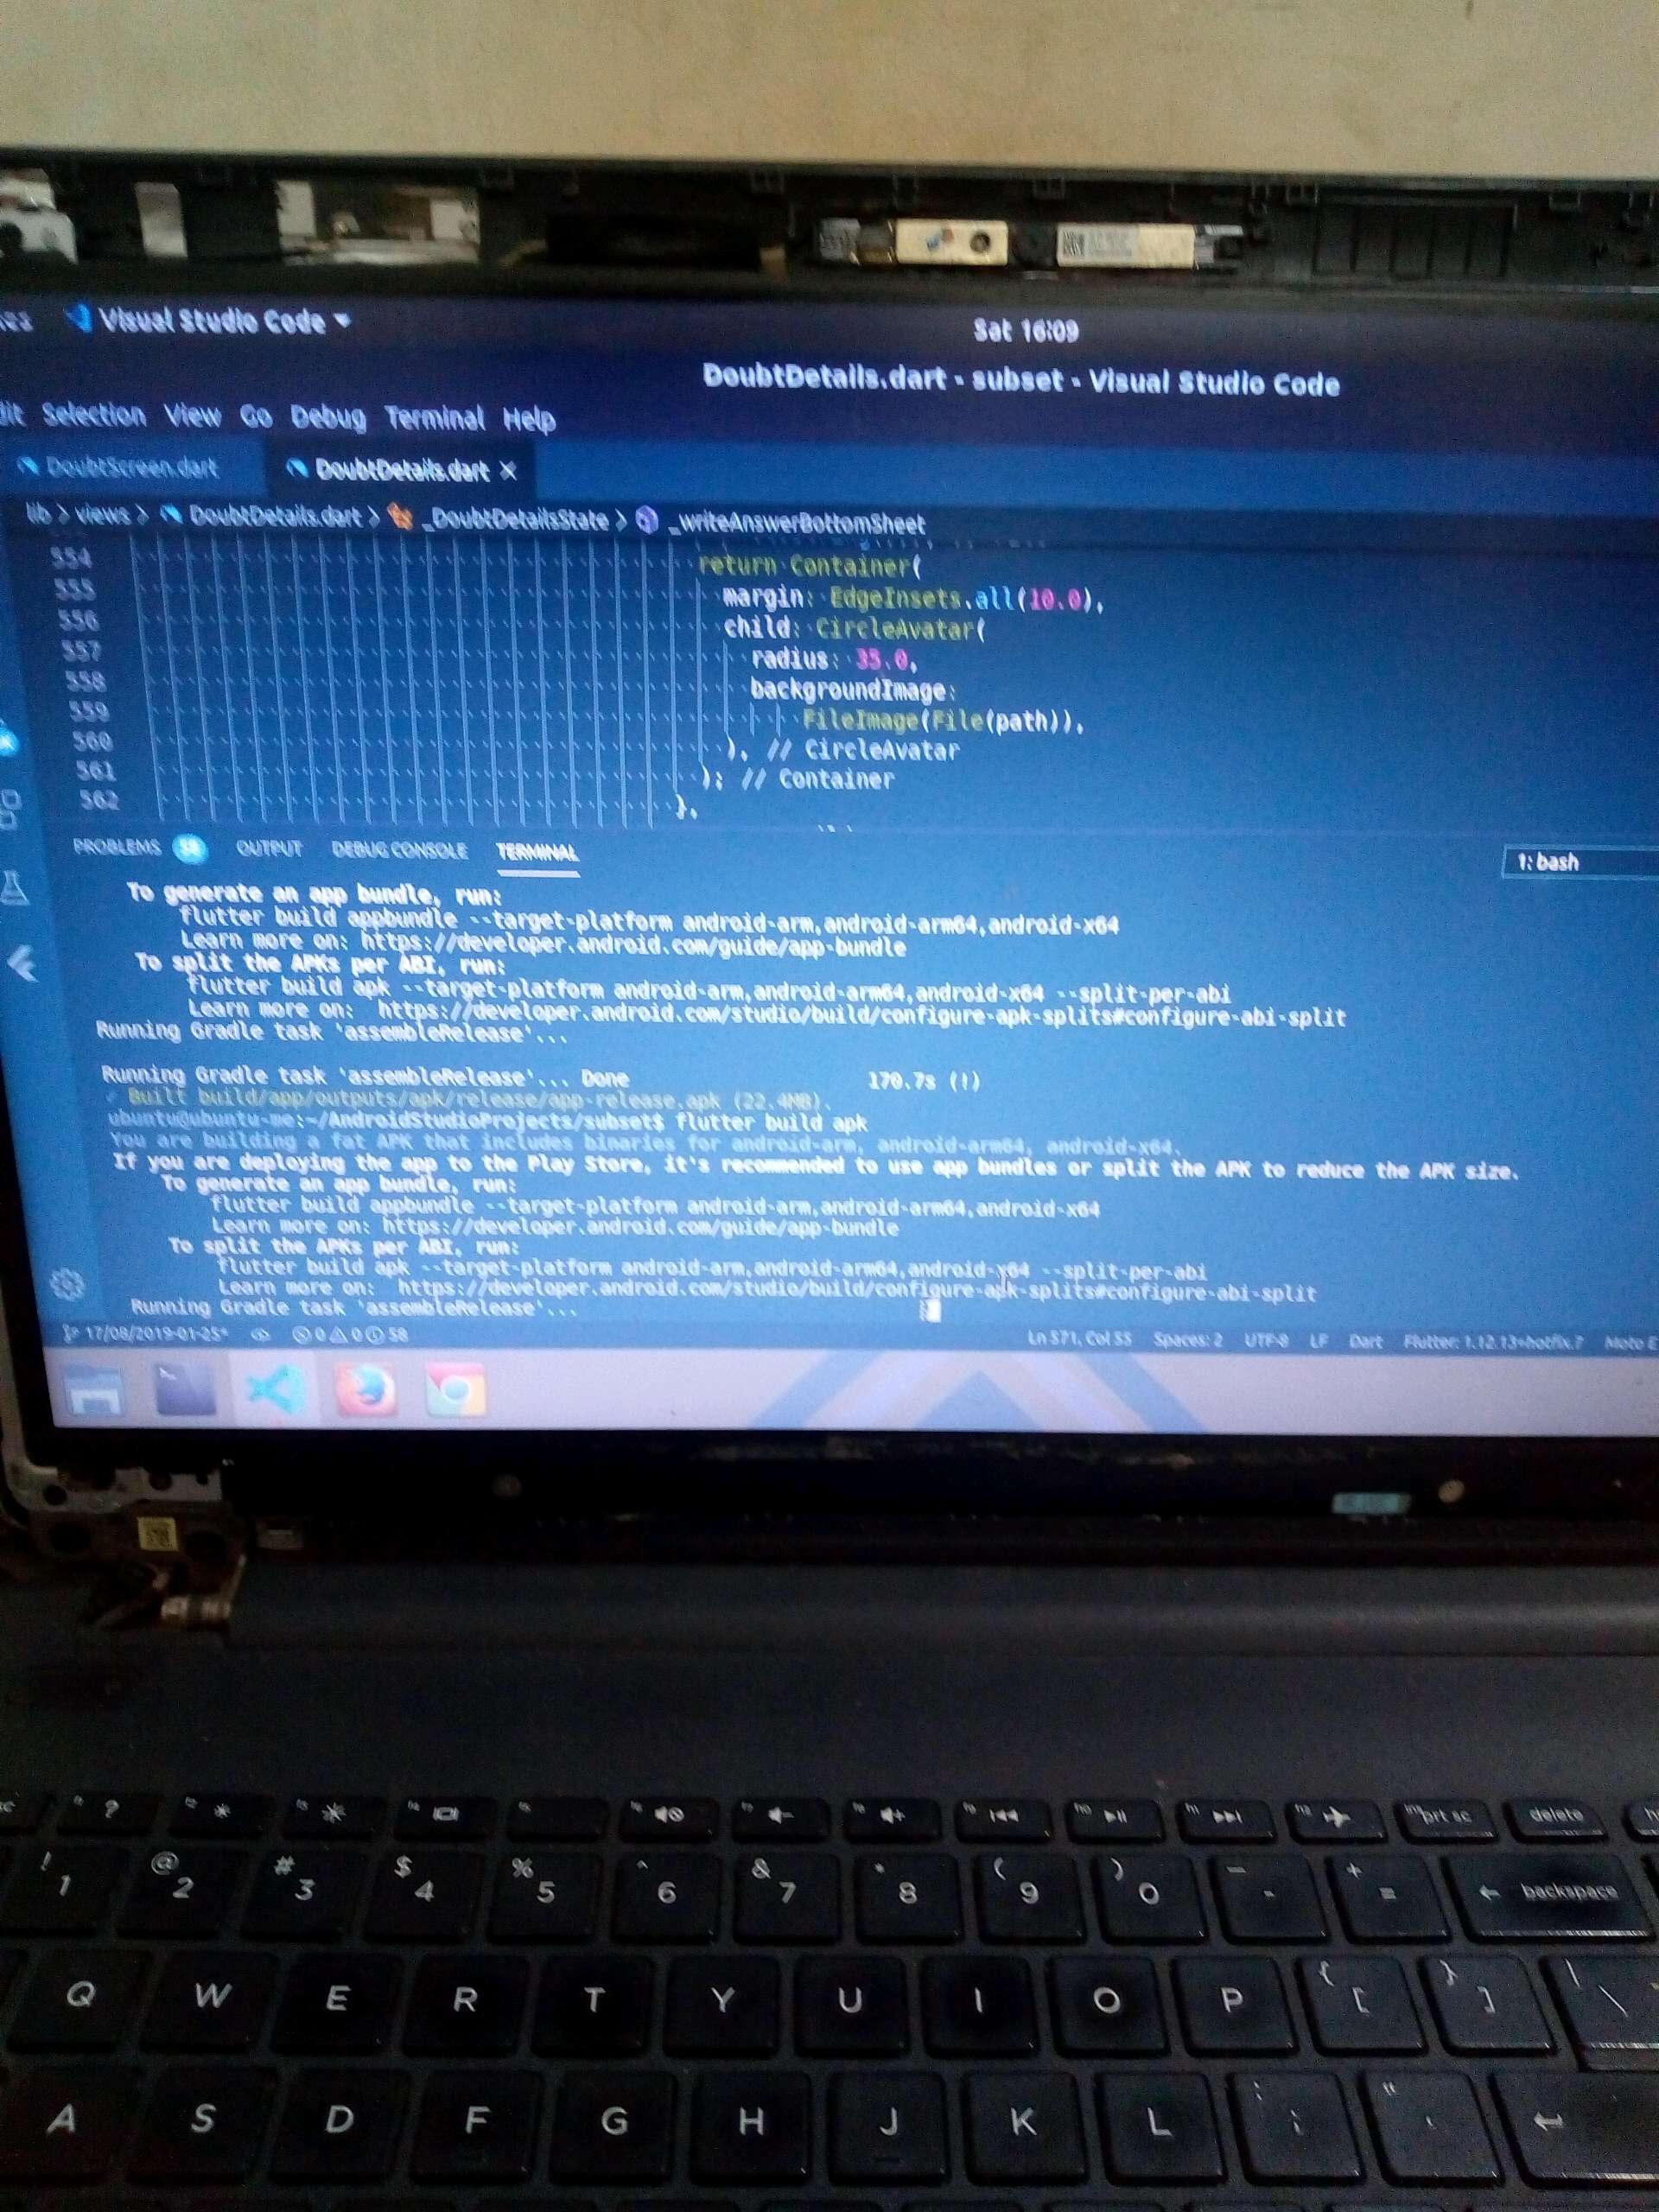 Visual Studio Code
Sat 16:09
DoubtDetails.dart - subset - Visual Studio Code
Selection View Go Debug Terminal Help
DoubtScreen.dart
DoubtDetails.dart ×
lib > views > DoubtDetails.dart > _DoubtDetailsState > _writeAnswerBottomSheet
554 return Container(
555 margin: EdgeInsets.all(10.0),
556 child: CircleAvatar(
557 radius: 35.0,
558 backgroundImage:
559 FileImage(File(path)),
560 ), // CircleAvatar
561 ); // Container
562 },
PROBLEMS 58 OUTPUT DEBUG CONSOLE TERMINAL
1: bash
To generate an app bundle, run:
flutter build appbundle --target-platform android-arm,android-arm64,android-x64
Learn more on: https://developer.android.com/guide/app-bundle
To split the APKs per ABI, run:
flutter build apk --target-platform android-arm,android-arm64,android-x64 --split-per-abi
Learn more on: https://developer.android.com/studio/build/configure-apk-splits#configure-abi-split
Running Gradle task 'assembleRelease'...
Running Gradle task 'assembleRelease'... Done 170.7s (!)
Built build/app/outputs/apk/release/app-release.apk (22.4MB).
ubuntu@ubuntu-me:~/AndroidStudioProjects/subset$ flutter build apk
You are building a fat APK that includes binaries for android-arm, android-arm64, android-x64.
If you are deploying the app to the Play Store, it's recommended to use app bundles or split the APK to reduce the APK size.
To generate an app bundle, run:
flutter build appbundle --target-platform android-arm,android-arm64,android-x64
Learn more on: https://developer.android.com/guide/app-bundle
To split the APKs per ABI, run:
flutter build apk --target-platform android-arm,android-arm64,android-x64 --split-per-abi
Learn more on: https://developer.android.com/studio/build/configure-apk-splits#configure-abi-split
Running Gradle task 'assembleRelease'...
17/08/2019-01-25* 0 0 58
Ln 571, Col 55 Spaces: 2 UTF-8 LF Dart Flutter: 1.12.13+hotfix.7 Moto E
? prt sc delete
! 1 @ 2 # 3 $ 4 % 5 ^ 6 & 7 * 8 ( 9 ) 0 _ - + = ← backspace
Q W E R T Y U I O P { [ } ] | \
A S D F G H J K L : ; " '